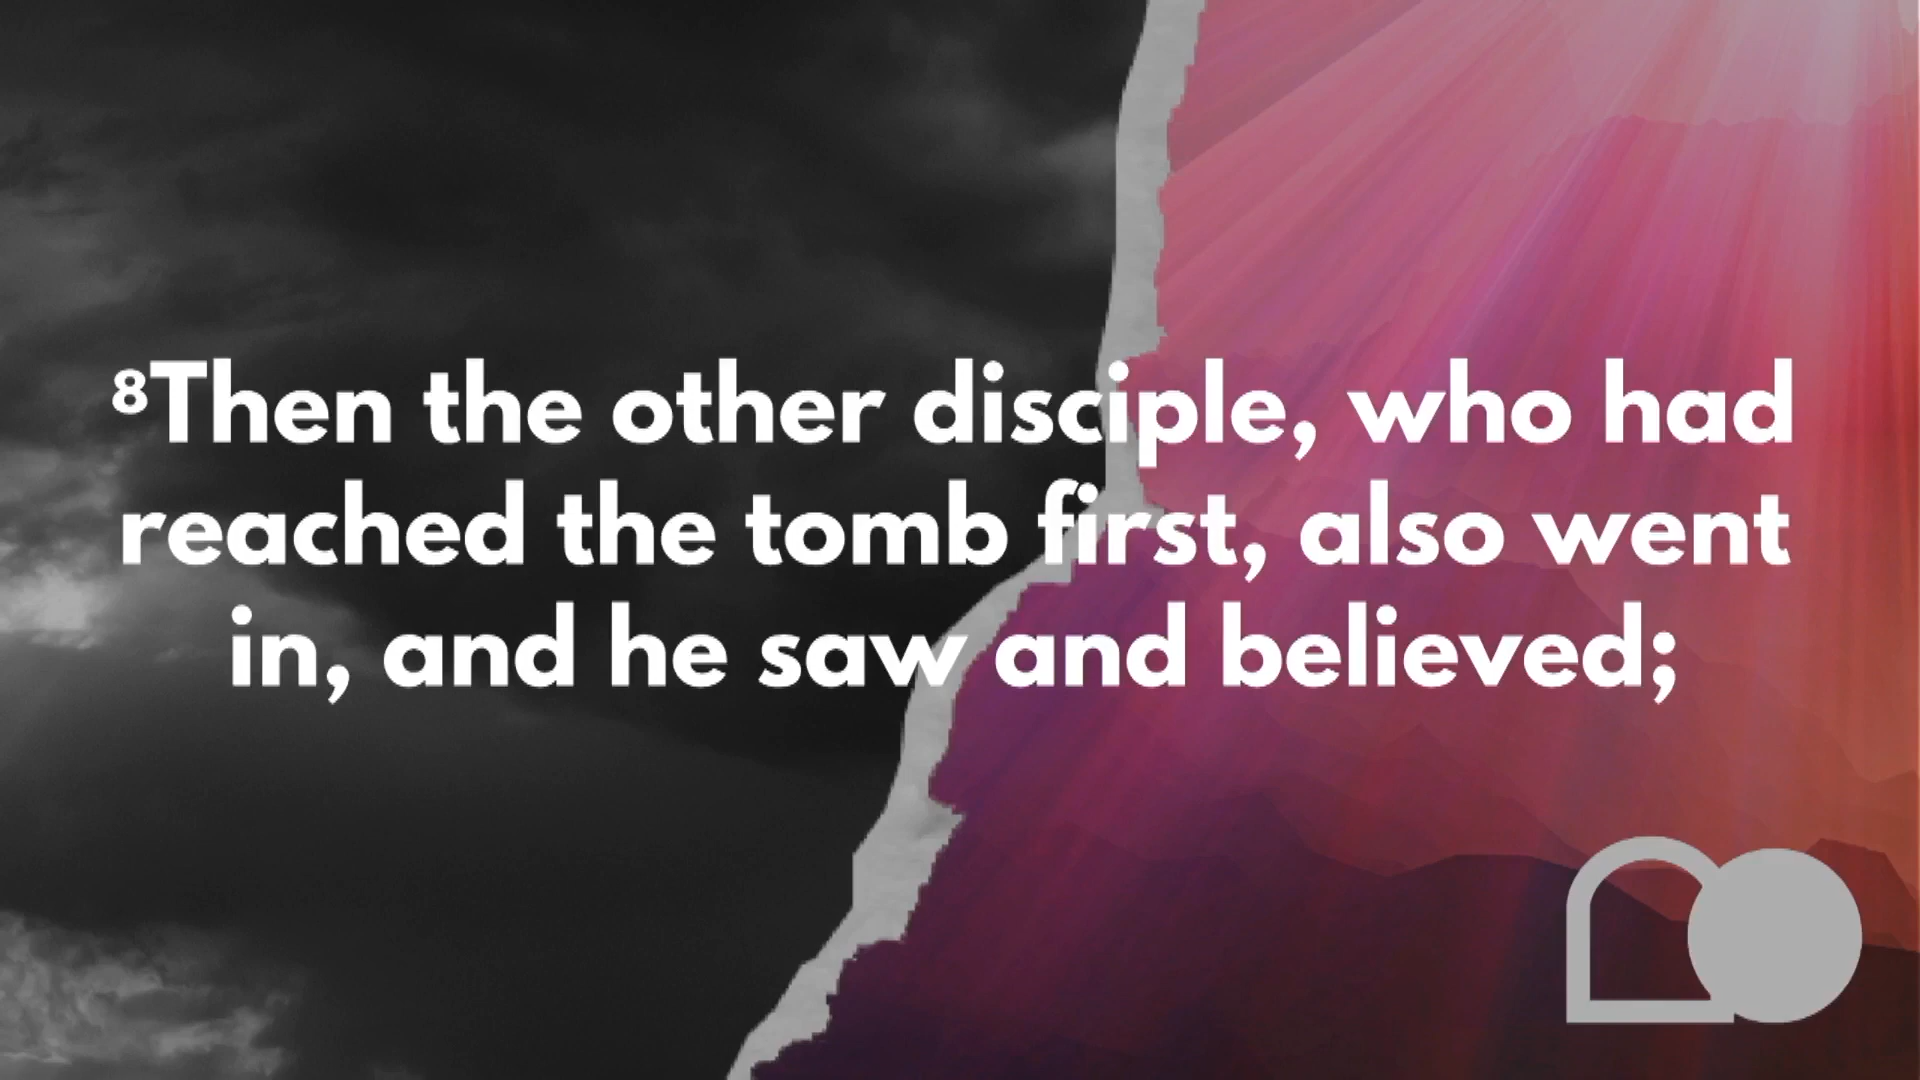 ⁸Then the other disciple, who had
reached the tomb first, also went
in, and he saw and believed;